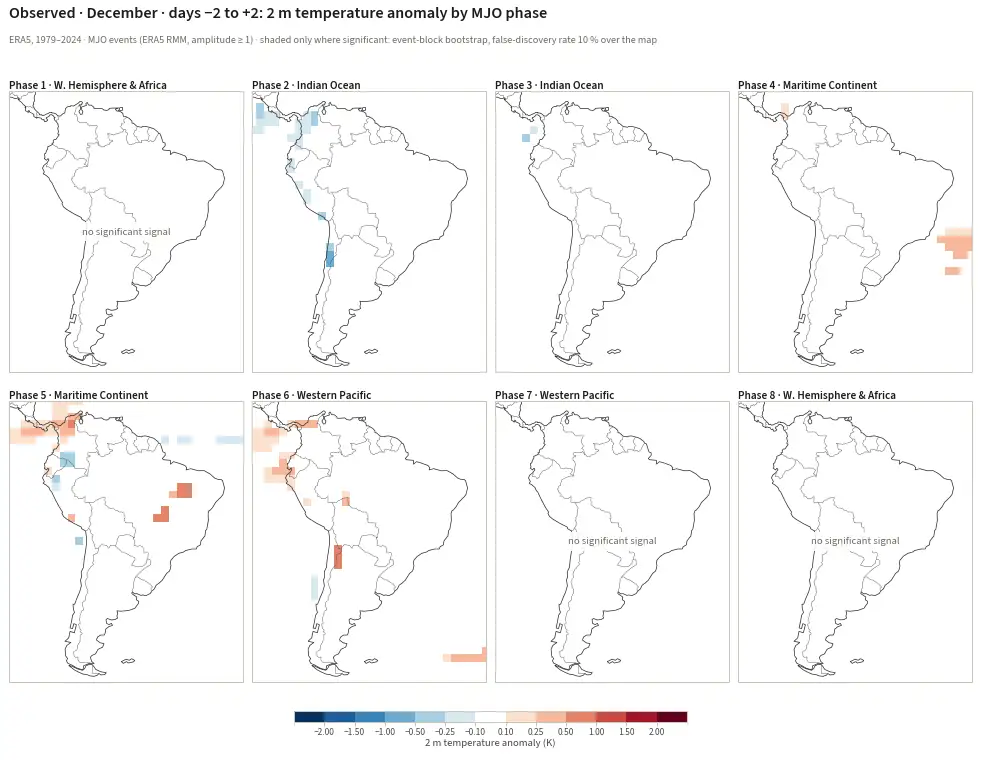 Observed · December · days −2 to +2: 2 m temperature anomaly by MJO phase
ERA5, 1979–2024 · MJO events (ERA5 RMM, amplitude ≥ 1) · shaded only where significant: event-block bootstrap, false-discovery rate 10 % over the map
Phase 1 · W. Hemisphere & Africa
Phase 2 · Indian Ocean
Phase 3 · Indian Ocean
Phase 4 · Maritime Continent
no significant signal
Phase 5 · Maritime Continent
Phase 6 · Western Pacific
Phase 7 · Western Pacific
Phase 8 · W. Hemisphere & Africa
no significant signal
no significant signal
−2.00 −1.50 −1.00 −0.50 −0.25 −0.10 0.10 0.25 0.50 1.00 1.50 2.00
2 m temperature anomaly (K)